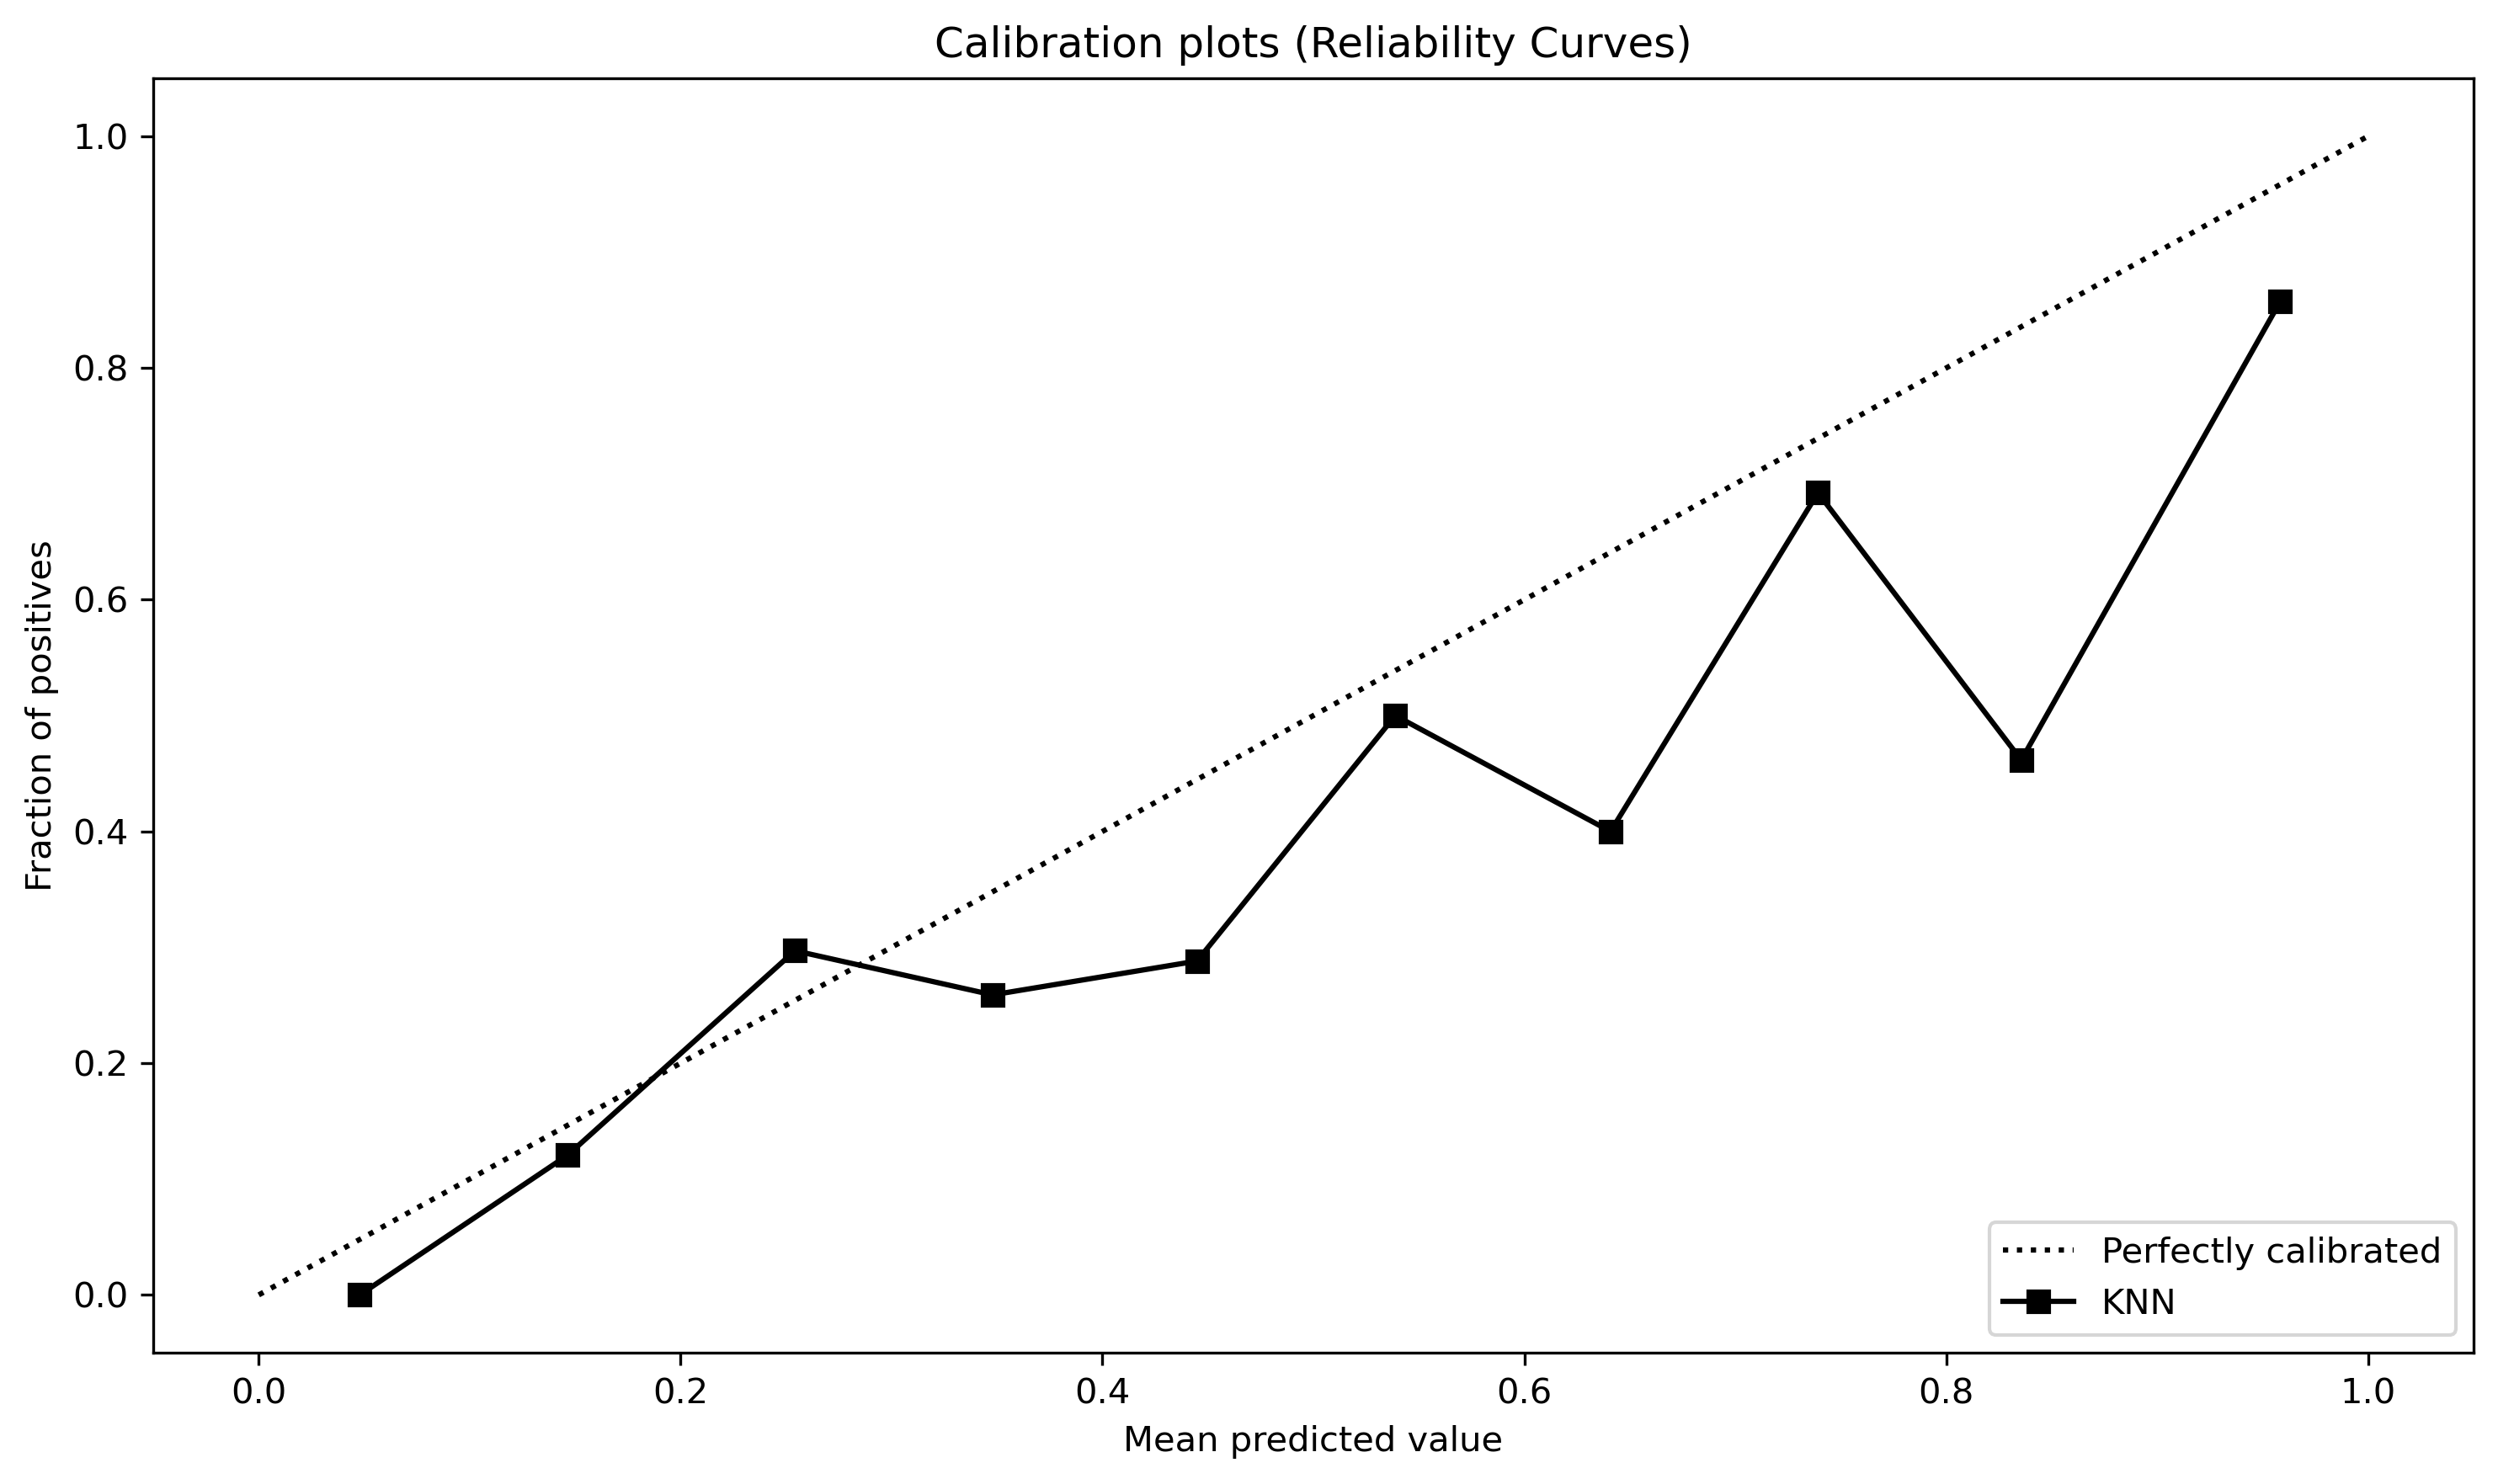 Calibration plots (Reliability Curves)
1.0
0.8
0.6
0.4
0.2
0.0
Fraction of positives
0.0 0.2 0.4 0.6 0.8 1.0
Mean predicted value
Perfectly calibrated
KNN